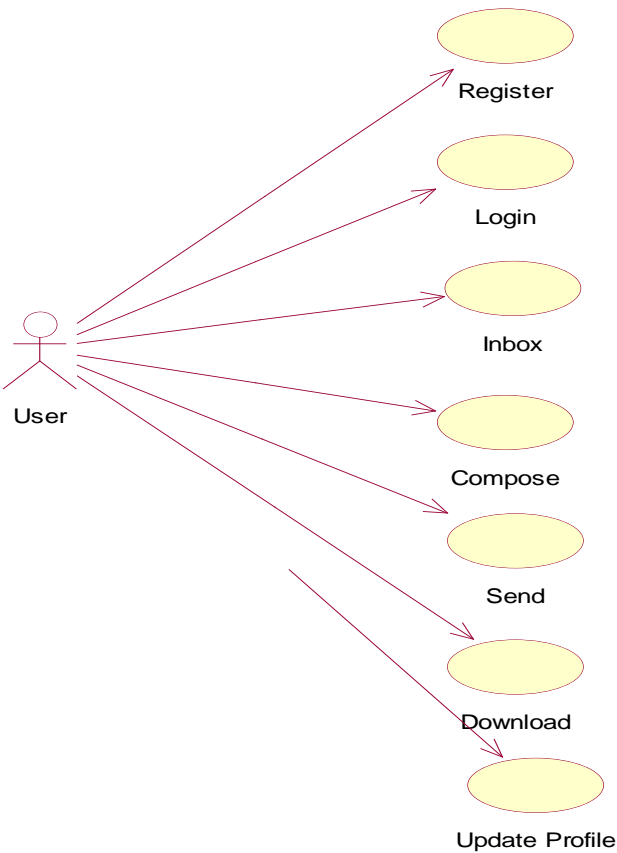 Register
Login
Inbox
User
Compose
Send
Download
Update Profile